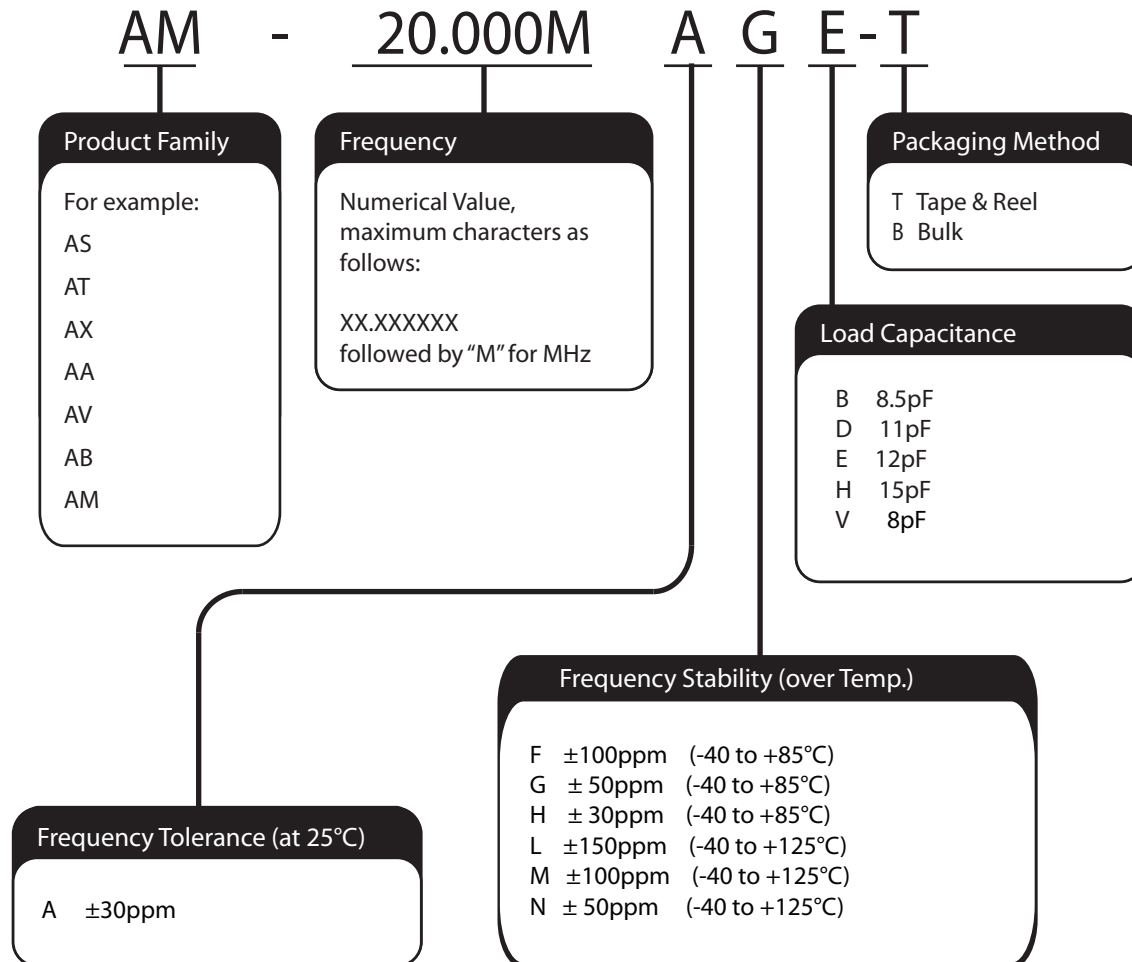 AM - 20.000M A G E - T
Product Family
For example:
AS
AT
AX
AA
AV
AB
AM
Frequency
Numerical Value,
maximum characters as
follows:
XX.XXXXXX
followed by “M” for MHz
Packaging Method
T Tape & Reel
B Bulk
Load Capacitance
B 8.5pF
D 11pF
E 12pF
H 15pF
V 8pF
Frequency Stability (over Temp.)
F ±100ppm (-40 to +85°C)
G ± 50ppm (-40 to +85°C)
H ± 30ppm (-40 to +85°C)
L ±150ppm (-40 to +125°C)
M ±100ppm (-40 to +125°C)
N ± 50ppm (-40 to +125°C)
Frequency Tolerance (at 25°C)
A ±30ppm